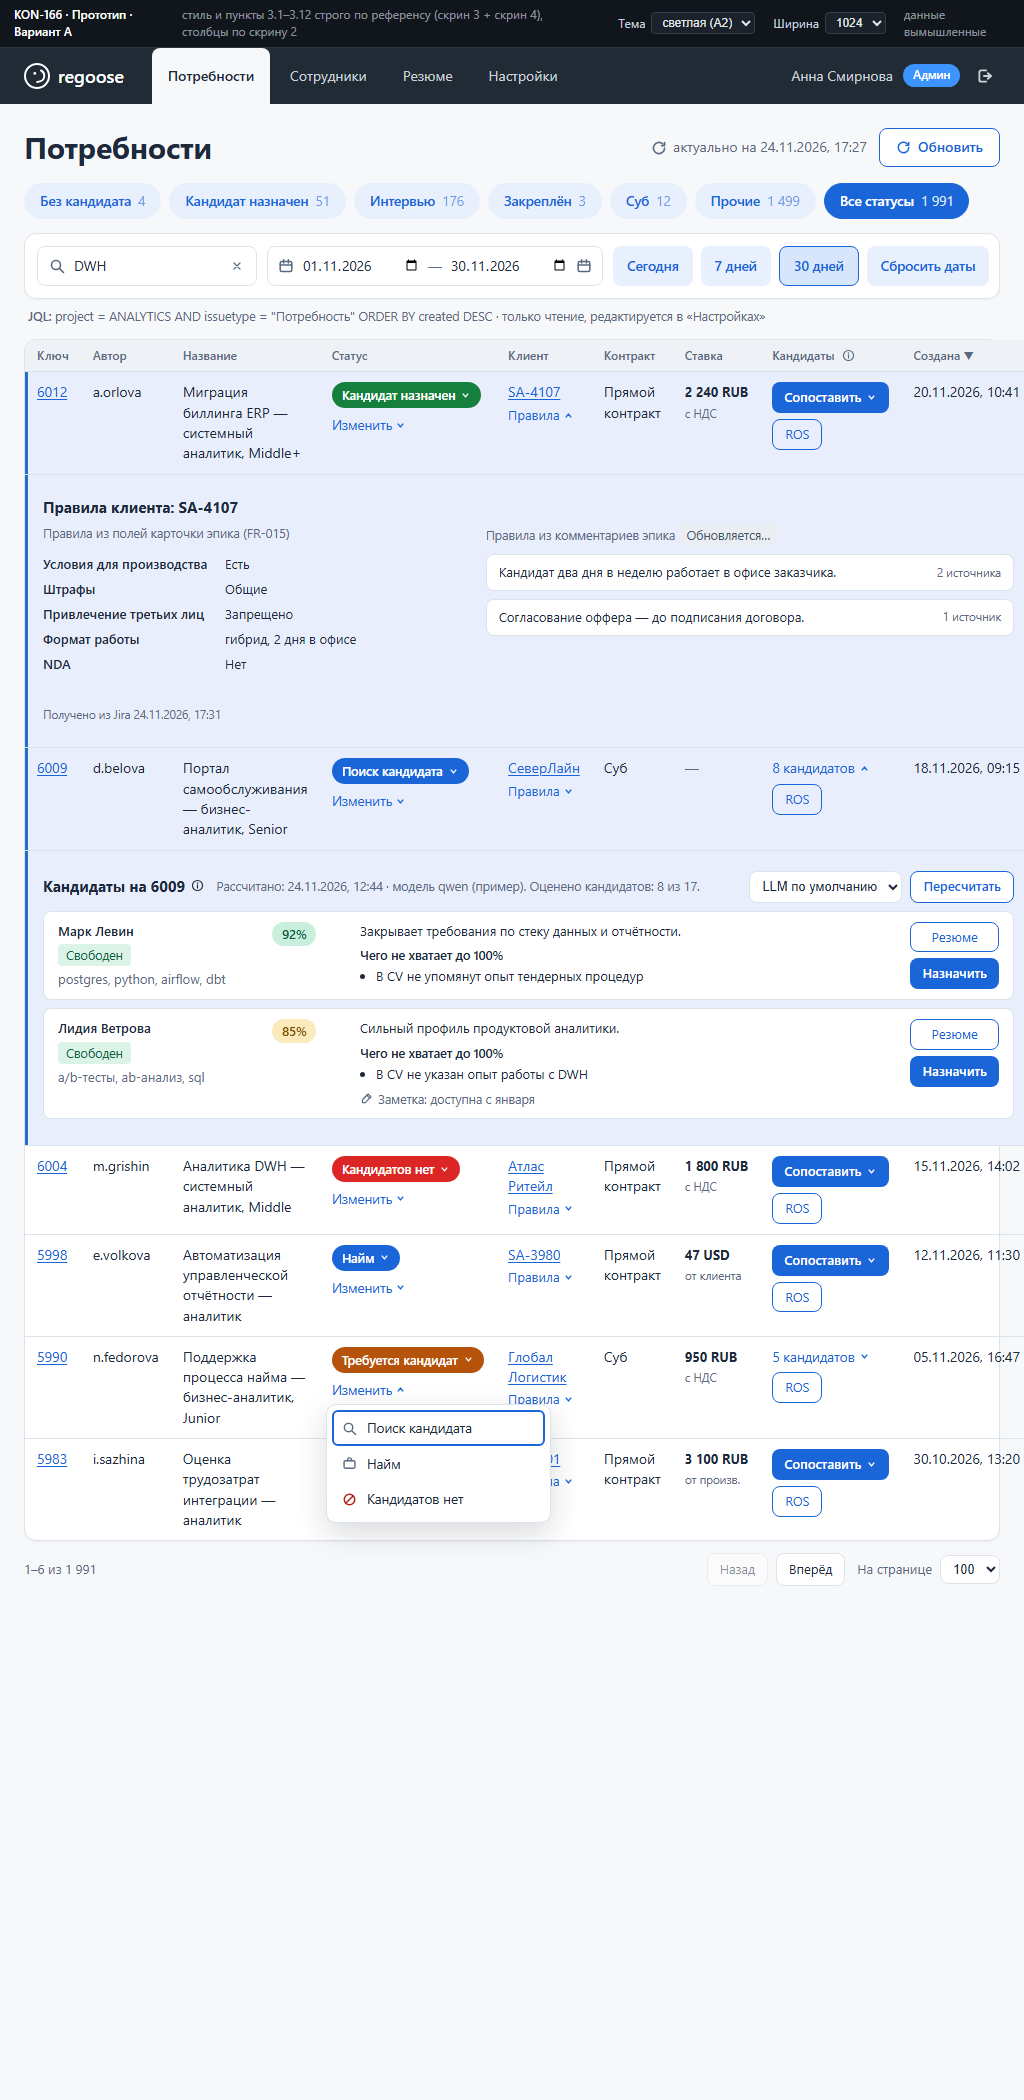 KON-166 · Прототип · Вариант A
стиль и пункты 3.1–3.12 строго по референсу (скрин 3 + скрин 4), столбцы по скрину 2
Тема светлая (A2) Ширина 1024 данные вымышленные
regoose Потребности Сотрудники Резюме Настройки Анна Смирнова Админ
Потребности актуально на 24.11.2026, 17:27 Обновить
Без кандидата 4 Кандидат назначен 51 Интервью 176 Закреплён 3 Суб 12 Прочие 1 499 Все статусы 1 991
DWH × 01.11.2026 — 30.11.2026 Сегодня 7 дней 30 дней Сбросить даты
JQL: project = ANALYTICS AND issuetype = "Потребность" ORDER BY created DESC · только чтение, редактируется в «Настройках»
Ключ Автор Название Статус Клиент Контракт Ставка Кандидаты Создана ▼
6012 a.orlova Миграция биллинга ERP — системный аналитик, Middle+ Кандидат назначен Изменить SA-4107 Правила Прямой контракт 2 240 RUB с НДС Сопоставить ROS 20.11.2026, 10:41
Правила клиента: SA-4107
Правила из полей карточки эпика (FR-015)
Условия для производства Есть
Штрафы Общие
Привлечение третьих лиц Запрещено
Формат работы гибрид, 2 дня в офисе
NDA Нет
Правила из комментариев эпика Обновляется...
Кандидат два дня в неделю работает в офисе заказчика. 2 источника
Согласование оффера — до подписания договора. 1 источник
Получено из Jira 24.11.2026, 17:31
6009 d.belova Портал самообслуживания — бизнес-аналитик, Senior Поиск кандидата Изменить СеверЛайн Правила Суб — 8 кандидатов ROS 18.11.2026, 09:15
Кандидаты на 6009 Рассчитано: 24.11.2026, 12:44 · модель qwen (пример). Оценено кандидатов: 8 из 17. LLM по умолчанию Пересчитать
Марк Левин 92% Закрывает требования по стеку данных и отчётности. Резюме
Свободен Чего не хватает до 100%
postgres, python, airflow, dbt • В CV не упомянут опыт тендерных процедур Назначить
Лидия Ветрова 85% Сильный профиль продуктовой аналитики. Резюме
Свободен Чего не хватает до 100%
a/b-тесты, ab-анализ, sql • В CV не указан опыт работы с DWH Назначить
Заметка: доступна с января
6004 m.grishin Аналитика DWH — системный аналитик, Middle Кандидатов нет Изменить Атлас Ритейл Правила Прямой контракт 1 800 RUB с НДС Сопоставить ROS 15.11.2026, 14:02
5998 e.volkova Автоматизация управленческой отчётности — аналитик Найм Изменить SA-3980 Правила Прямой контракт 47 USD от клиента Сопоставить ROS 12.11.2026, 11:30
5990 n.fedorova Поддержка процесса найма — бизнес-аналитик, Junior Требуется кандидат Изменить Глобал Логистик Правила Суб 950 RUB с НДС 5 кандидатов ROS 05.11.2026, 16:47
Поиск кандидата
Найм
Кандидатов нет
5983 i.sazhina Оценка трудозатрат интеграции — аналитик Прямой контракт 3 100 RUB от произв. Сопоставить ROS 30.10.2026, 13:20
1–6 из 1 991 Назад Вперёд На странице 100